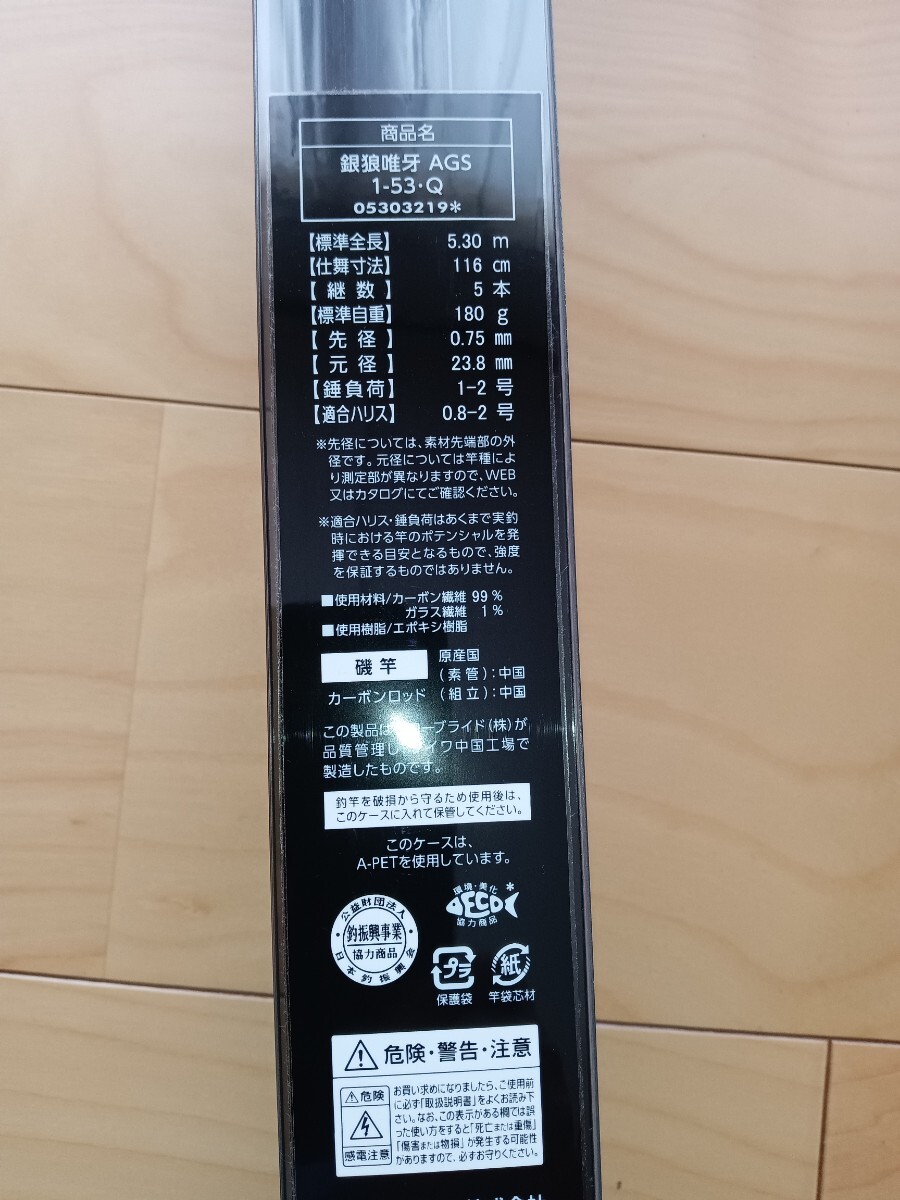 商品名
銀狼唯牙 AGS
1-53・Q
05303219*
【標準全長】 5.30 m
【仕舞寸法】 116 cm
【継数】 5 本
【標準自重】 180 g
【先径】 0.75 mm
【元径】 23.8 mm
【錘負荷】 1-2 号
【適合ハリス】 0.8-2 号
※先径については、素材先端部の外
径です。元径については竿種によ
り測定部が異なりますので、WEB
又はカタログにてご確認ください。
※適合ハリス・錘負荷はあくまで実釣
時における竿のポテンシャルを発
揮できる目安となるもので、強度
を保証するものではありません。
■使用材料/カーボン繊維 99%
ガラス繊維 1%
■使用樹脂/エポキシ樹脂
磯竿
カーボンロッド
原産国
(素管):中国
(組立):中国
この製品は ーブライド(株)が
品質管理し イワ中国工場で
製造したものです。
釣竿を破損から守るため使用後は、
このケースに入れて保管してください。
このケースは、
A-PETを使用しています。
公益財団法人
釣振興事業
協力商品
日本釣振興会
環境・美化
ECO
協力商品
プラ
保護袋
紙
竿袋芯材
危険・警告・注意
危険
感電注意
お買い求めになりましたら、ご使用前
に必ず「取扱説明書」をよくお読み下
さい。なお、この表示がある欄では誤
った使い方をすると「死亡または重傷」
「傷害または物損」が発生する可能性
がありますので、必ずお守りください。